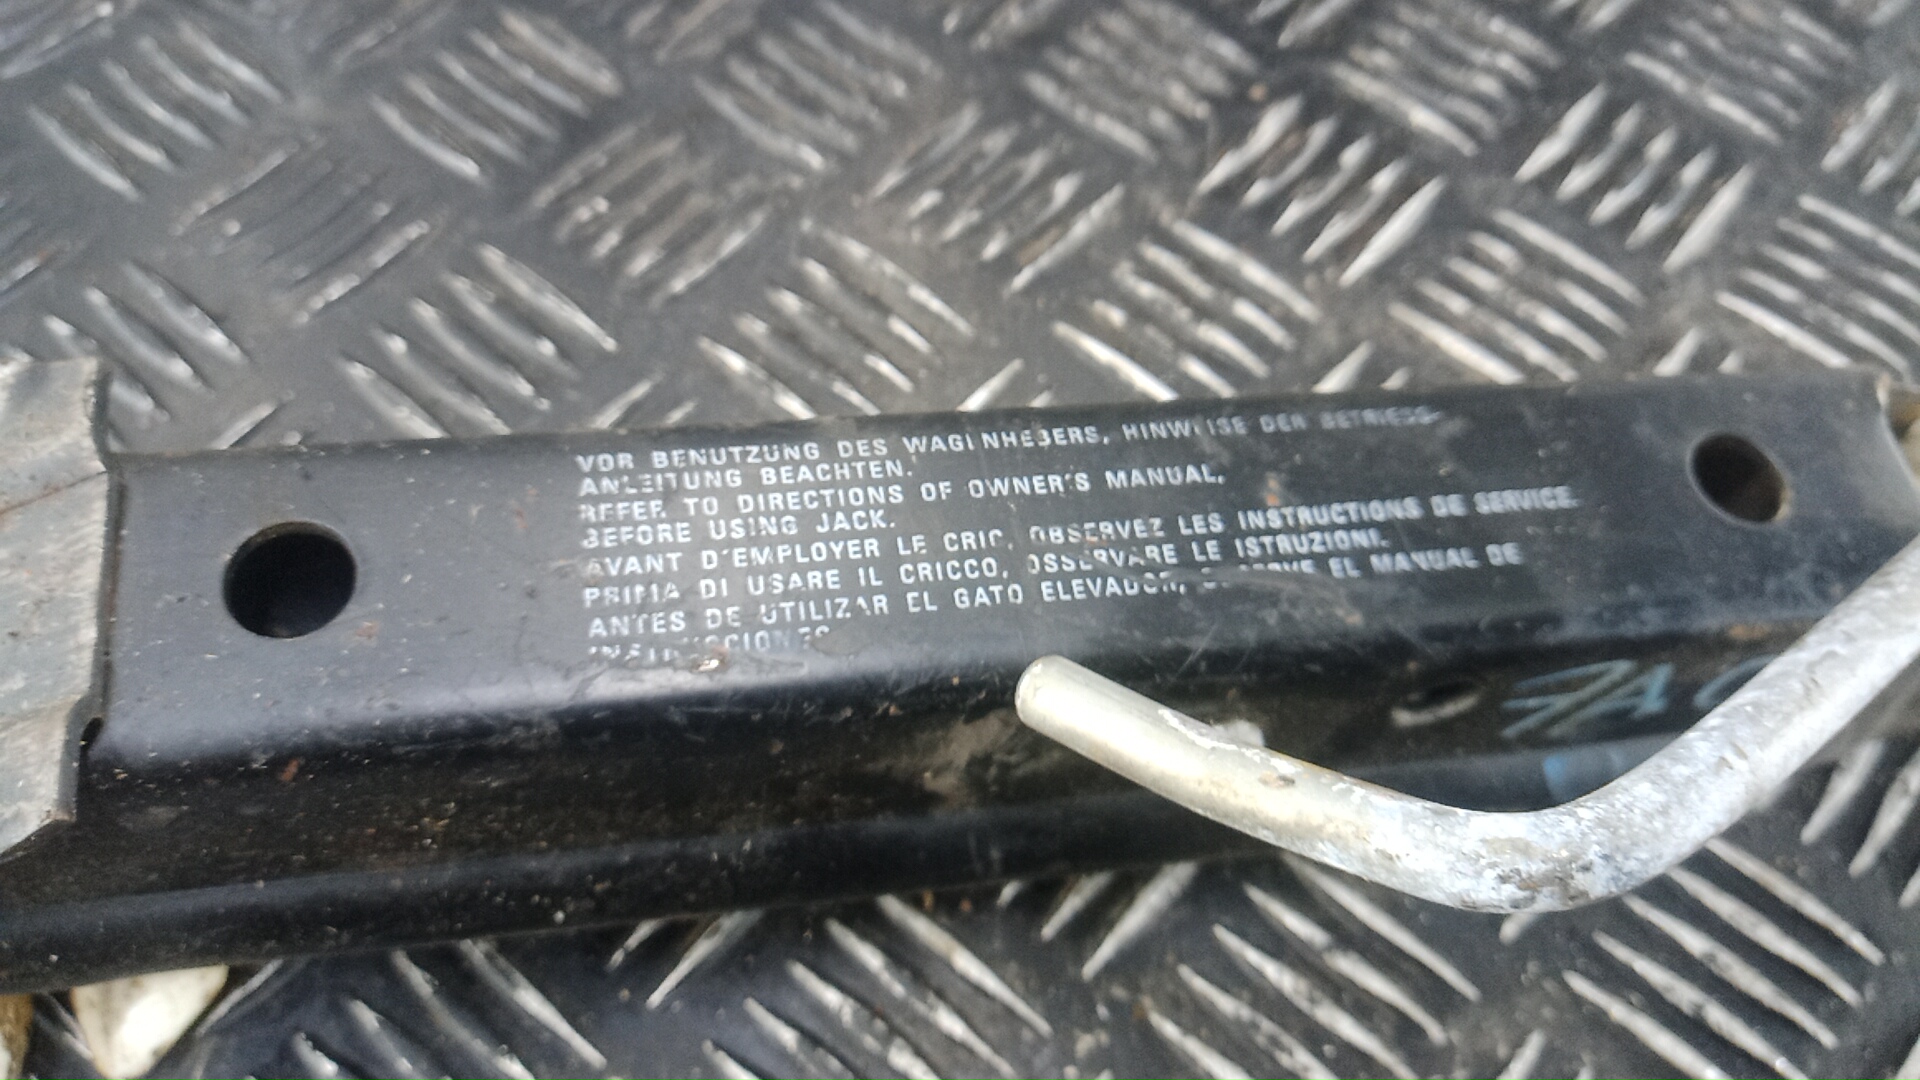 VOR BENUTZUNG DES WAGENHEBERS, HINWEISE DER BETRIEBS-
ANLEITUNG BEACHTEN.
REFER TO DIRECTIONS OF OWNER'S MANUAL,
BEFORE USING JACK.
AVANT D'EMPLOYER LE CRIC, OBSERVEZ LES INSTRUCTIONS DE SERVICE.
PRIMA DI USARE IL CRICCO, OSSERVARE LE ISTRUZIONI.
ANTES DE UTILIZAR EL GATO ELEVADOR, OBSERVE EL MANUAL DE
INSTRUCCIONES